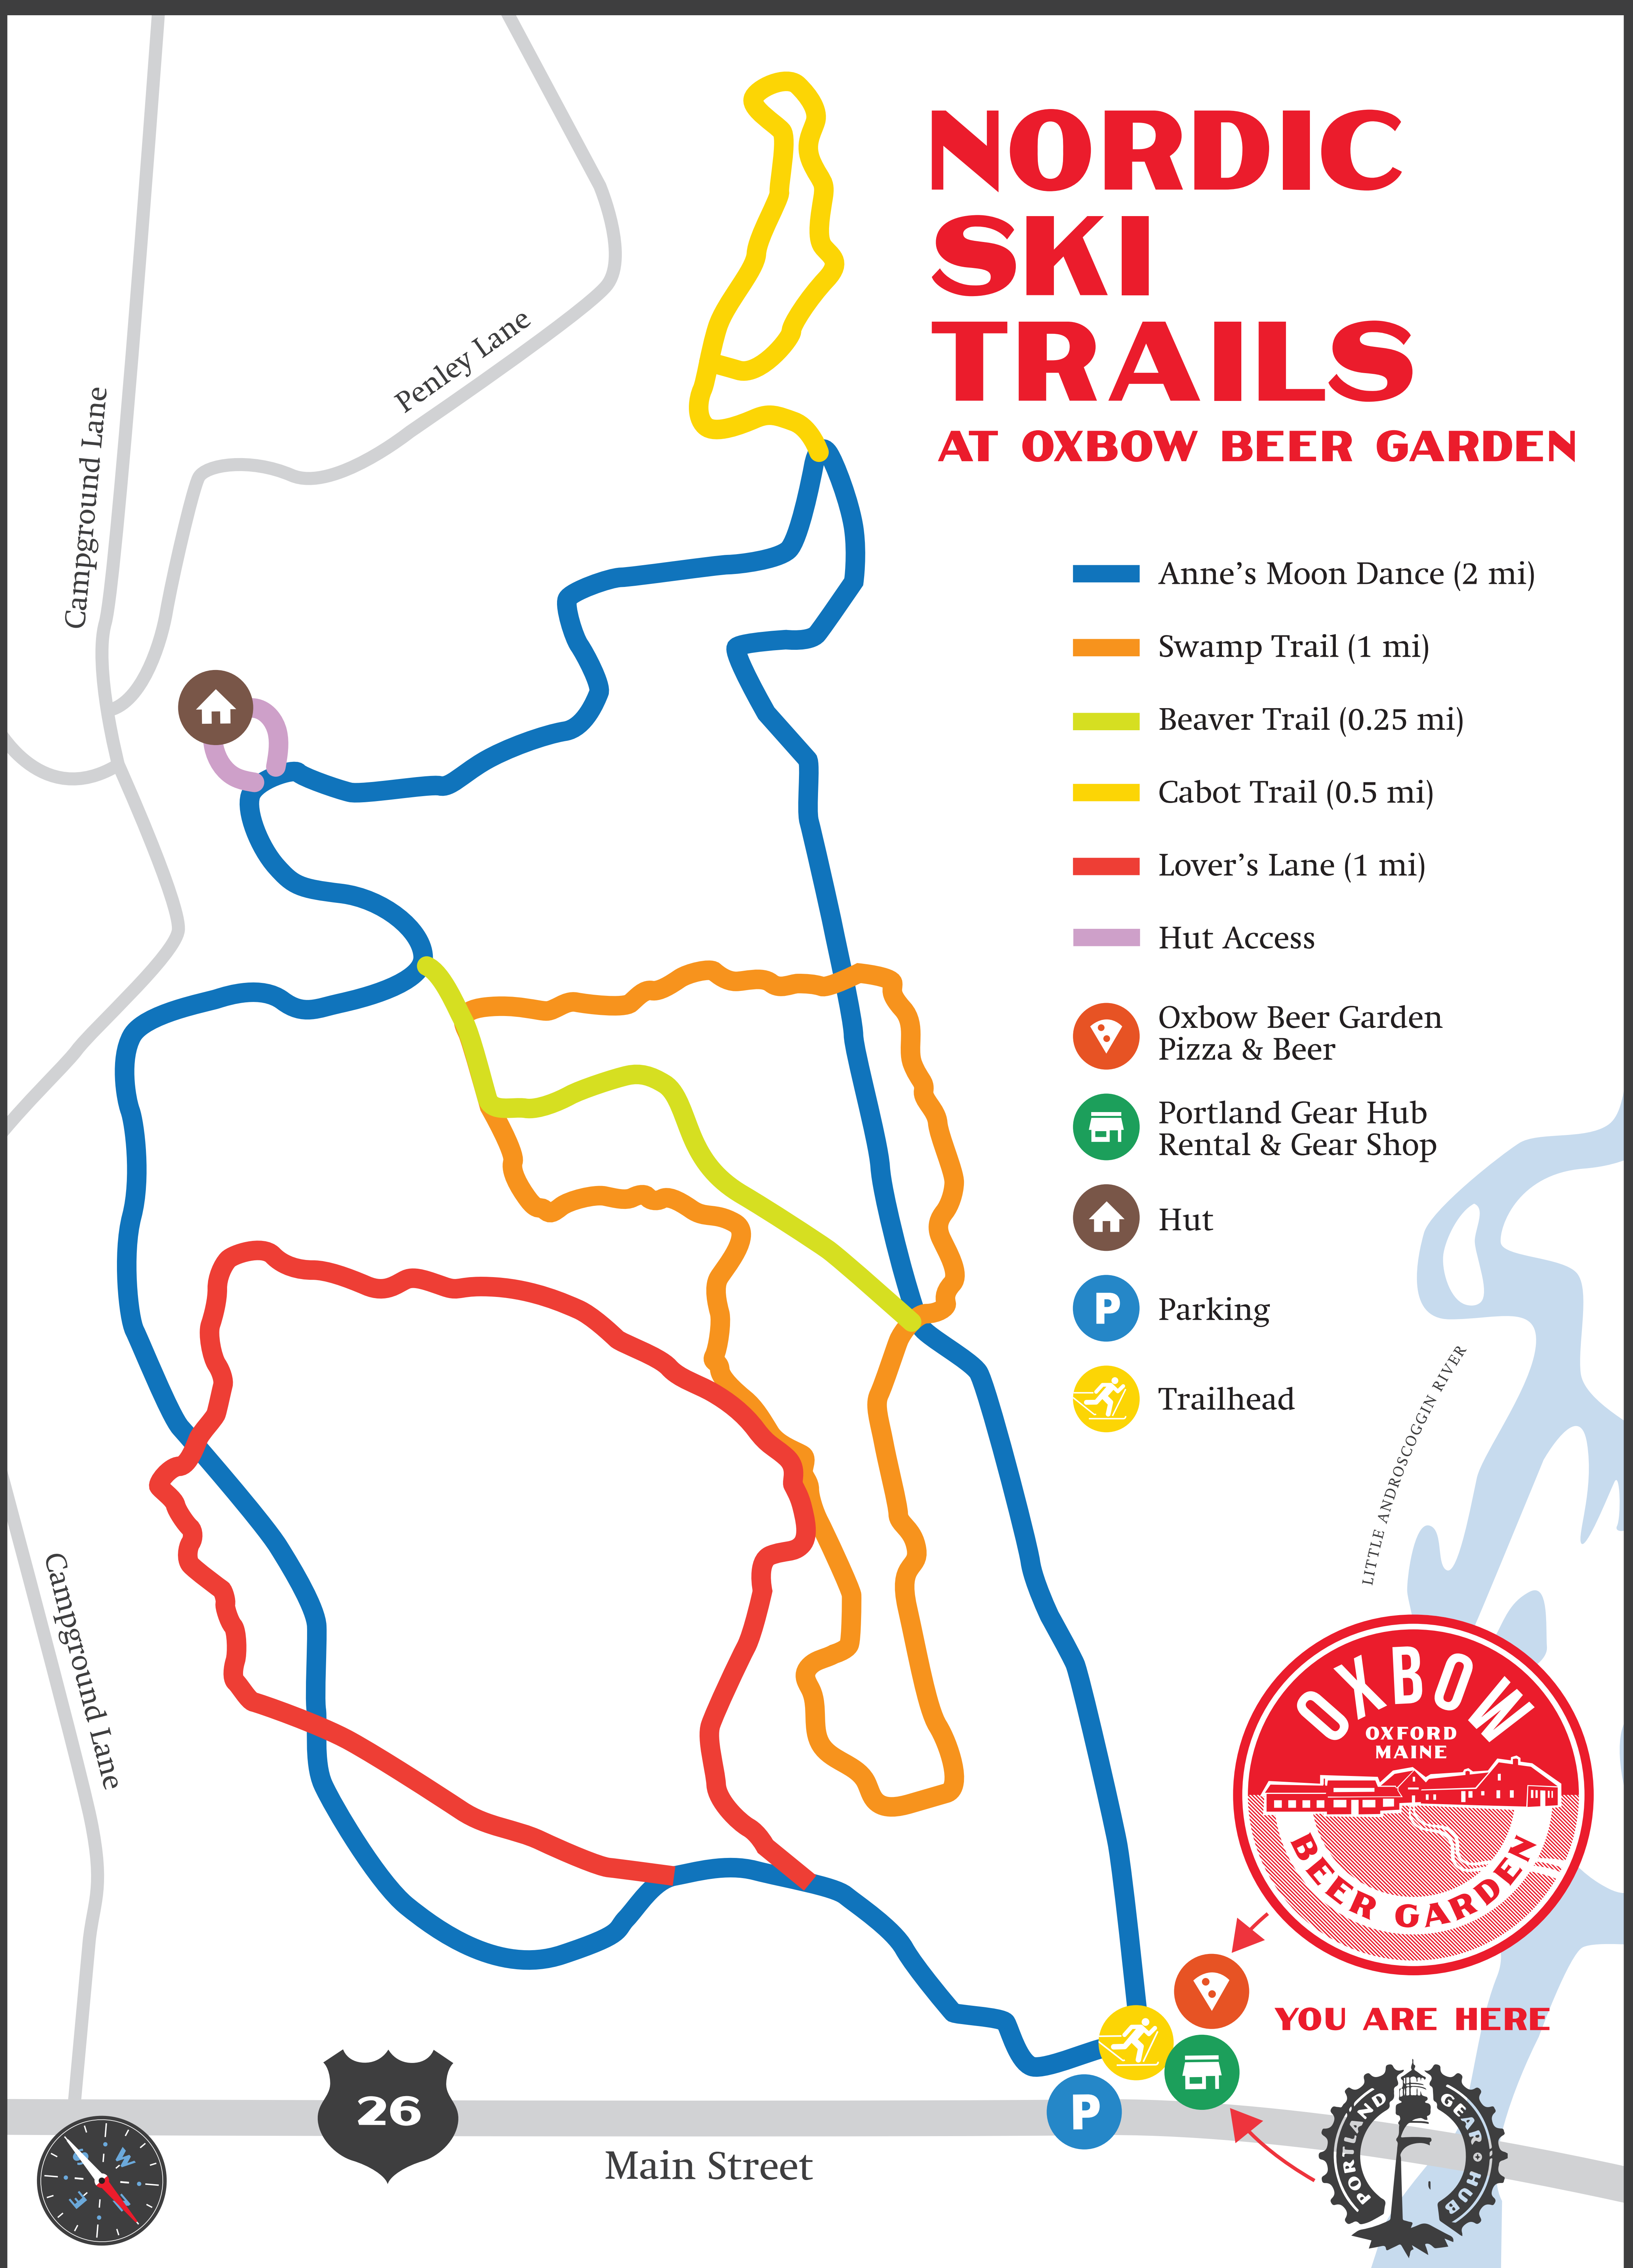 NORDIC
SKI
TRAILS
AT OXBOW BEER GARDEN
Penley Lane
Campground Lane
Anne's Moon Dance (2 mi)
Swamp Trail (1 mi)
Beaver Trail (0.25 mi)
Cabot Trail (0.5 mi)
Lover's Lane (1 mi)
Hut Access
Oxbow Beer Garden
Pizza & Beer
Portland Gear Hub
Rental & Gear Shop
Hut
P
Parking
Trailhead
LITTLE ANDROSCOGGIN RIVER
Campground Lane
OXBOW
OXFORD
MAINE
BEER GARDEN
YOU ARE HERE
P
26
Main Street
PORTLAND
GEAR HUB
S
W
E
N